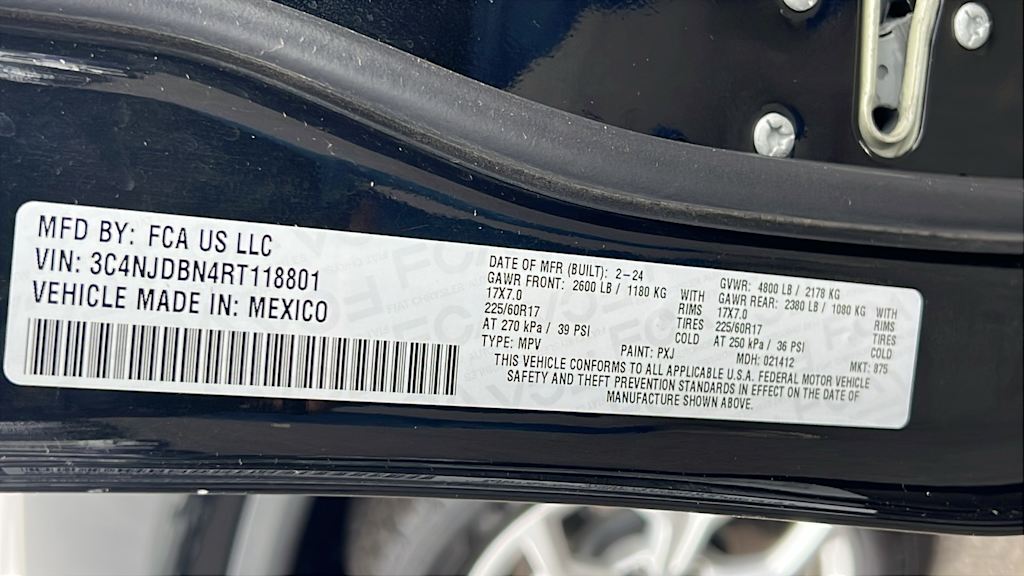 MFD BY: FCA US LLC
VIN: 3C4NJDBN4RT118801
VEHICLE MADE IN: MEXICO
DATE OF MFR (BUILT): 2-24
GVWR: 4800 LB / 2178 KG
GAWR FRONT: 2600 LB / 1180 KG WITH
GAWR REAR: 2380 LB / 1080 KG WITH
17X7.0 RIMS
17X7.0 RIMS
225/60R17 TIRES
225/60R17 TIRES
AT 270 kPa / 39 PSI COLD
AT 250 kPa / 36 PSI COLD
TYPE: MPV PAINT: PXJ MDH: 021412 MKT: 875
THIS VEHICLE CONFORMS TO ALL APPLICABLE U.S.A. FEDERAL MOTOR VEHICLE
SAFETY AND THEFT PREVENTION STANDARDS IN EFFECT ON THE DATE OF
MANUFACTURE SHOWN ABOVE.